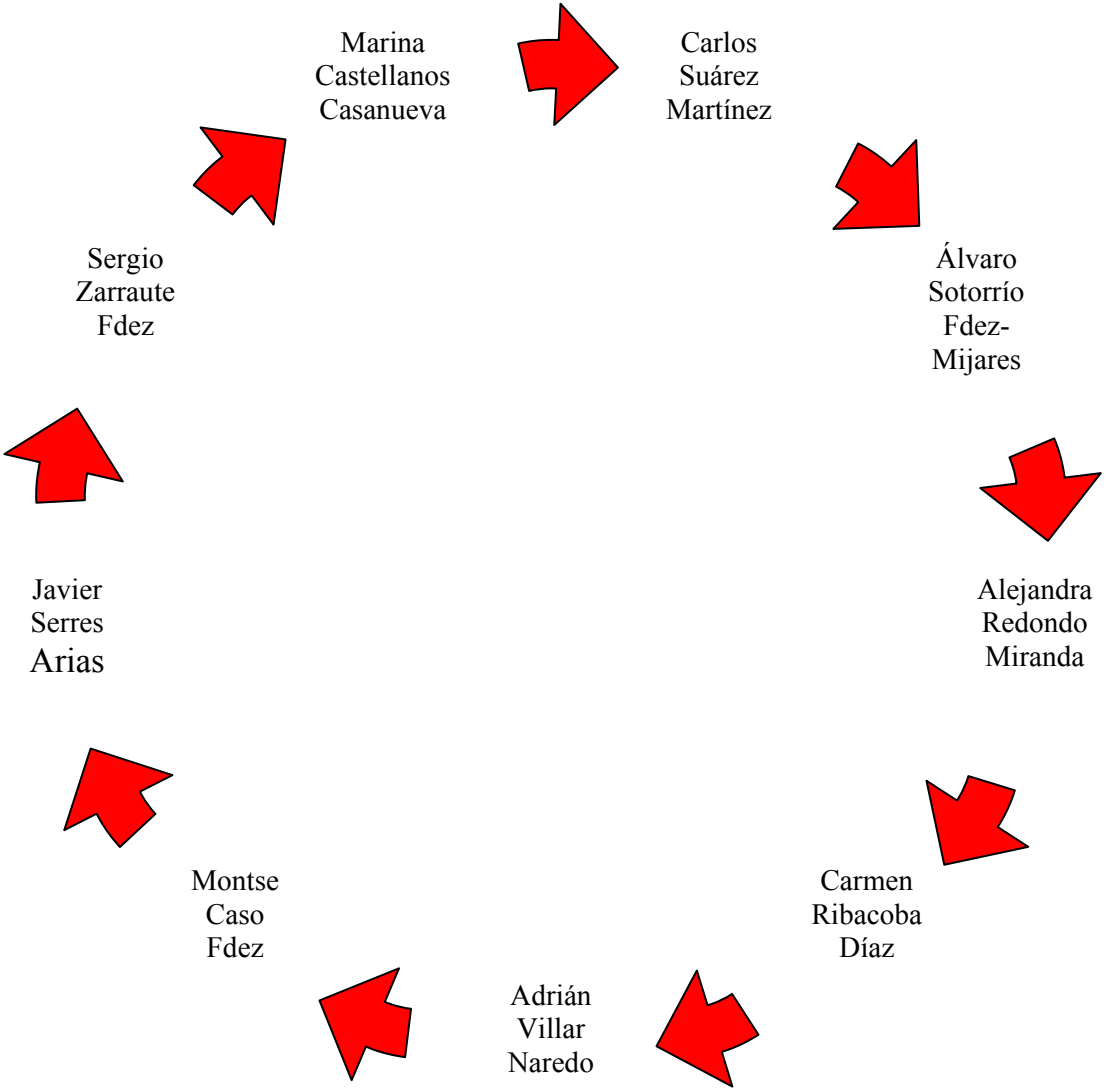 Marina
Castellanos
Casanueva
Carlos
Suárez
Martínez
Álvaro
Sotorrío
Fdez-
Mijares
Alejandra
Redondo
Miranda
Carmen
Ribacoba
Díaz
Adrián
Villar
Naredo
Montse
Caso
Fdez
Javier
Serres
Arias
Sergio
Zarraute
Fdez